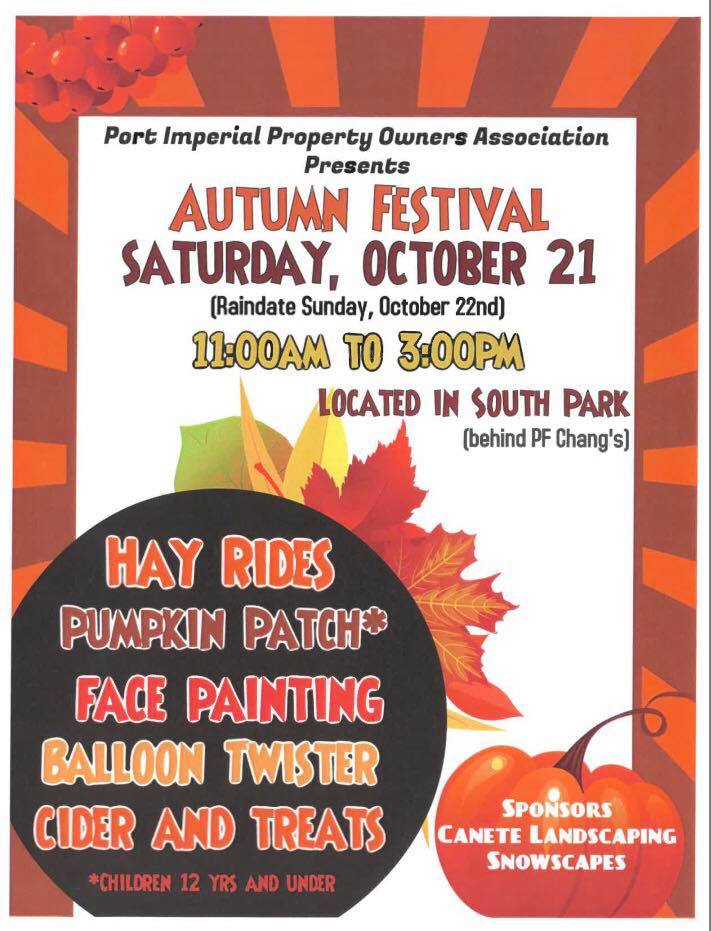 Port Imperial Property Owners Association
Presents
AUTUMN FESTIVAL
SATURDAY, OCTOBER 21
(Raindate Sunday, October 22nd)
11:00AM TO 3:00PM
LOCATED IN SOUTH PARK
(behind PF Chang's)
HAY RIDES
PUMPKIN PATCH*
FACE PAINTING
BALLOON TWISTER
CIDER AND TREATS
*CHILDREN 12 YRS AND UNDER
SPONSORS
CANETE LANDSCAPING
SNOWSCAPES